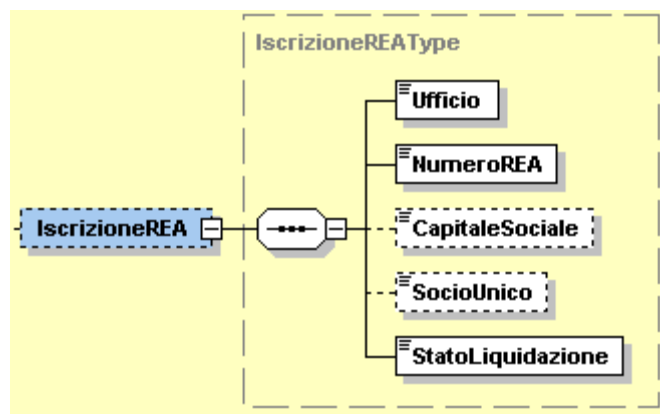 IscrizioneREAType
Ufficio
NumeroREA
IscrizioneREA
CapitaleSociale
SocioUnico
StatoLiquidazione